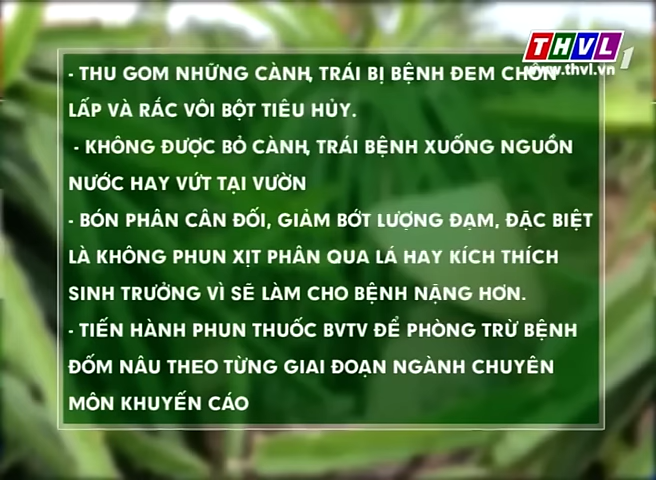 THVL1
www.thvl.vn
- THU GOM NHỮNG CÀNH, TRÁI BỊ BỆNH ĐEM CHÔN
LẤP VÀ RẮC VÔI BỘT TIÊU HỦY.
- KHÔNG ĐƯỢC BỎ CÀNH, TRÁI BỆNH XUỐNG NGUỒN
NƯỚC HAY VỨT TẠI VƯỜN
- BÓN PHÂN CÂN ĐỐI, GIẢM BỚT LƯỢNG ĐẠM, ĐẶC BIỆT
LÀ KHÔNG PHUN XỊT PHÂN QUA LÁ HAY KÍCH THÍCH
SINH TRƯỞNG VÌ SẼ LÀM CHO BỆNH NẶNG HƠN.
- TIẾN HÀNH PHUN THUỐC BVTV ĐỂ PHÒNG TRỪ BỆNH
ĐỐM NÂU THEO TỪNG GIAI ĐOẠN NGÀNH CHUYÊN
MÔN KHUYẾN CÁO